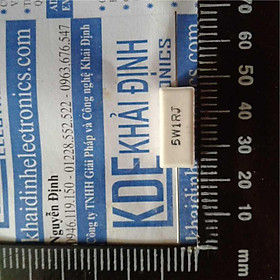 KDE KHẢI ĐỊNH
khaidinhelectronics.com
Nguyễn Định
0946.119.150 - 01228.552.522 - 0963.676.547
Công ty TNHH Giải Pháp và Công nghệ Khải Định
5W1RJ
mm 10 20 30 40 50 60 70